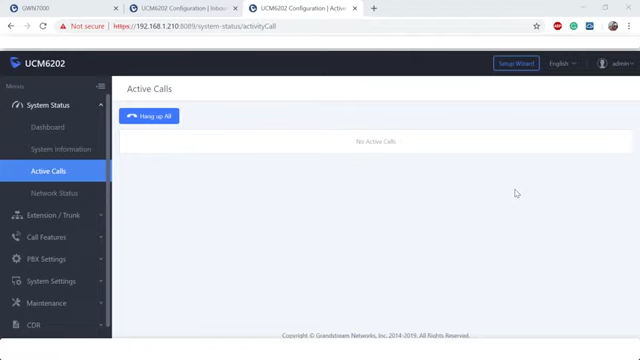 GWN7000
UCM6202 Configuration | Inbou
UCM6202 Configuration | Active
Not secure
https://192.168.1.210:8089/system-status/activityCall
UCM6202
Setup Wizard
English
admin
Menus
System Status
Dashboard
System Information
Active Calls
Network Status
Extension / Trunk
Call Features
PBX Settings
System Settings
Maintenance
CDR
Active Calls
Hang up All
No Active Calls
Copyright © Grandstream Networks, Inc. 2014-2019. All Rights Reserved.